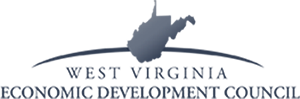 WEST VIRGINIA
ECONOMIC DEVELOPMENT COUNCIL